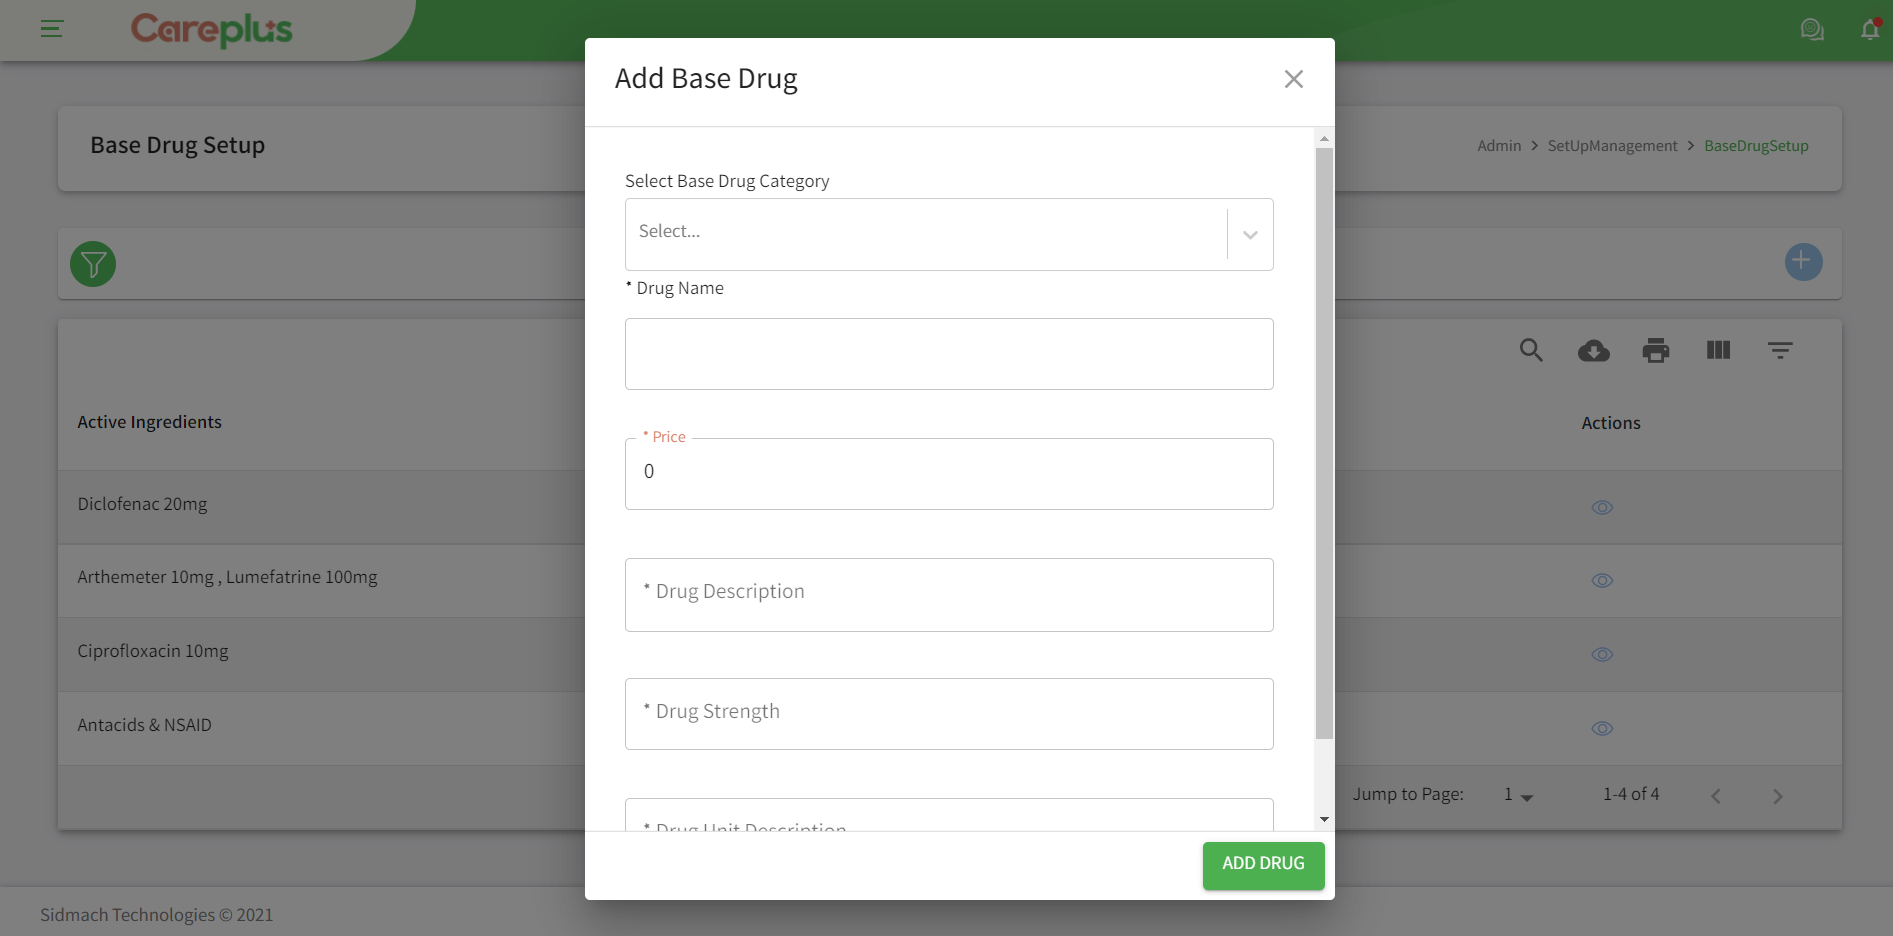 Careplus
Add Base Drug
Base Drug Setup
Admin > SetUpManagement > BaseDrugSetup
Select Base Drug Category
Select...
* Drug Name
* Price
0
* Drug Description
* Drug Strength
* Drug Unit Description
ADD DRUG
Active Ingredients
Actions
Diclofenac 20mg
Arthemeter 10mg , Lumefatrine 100mg
Ciprofloxacin 10mg
Antacids & NSAID
Jump to Page: 1 1-4 of 4
Sidmach Technologies © 2021